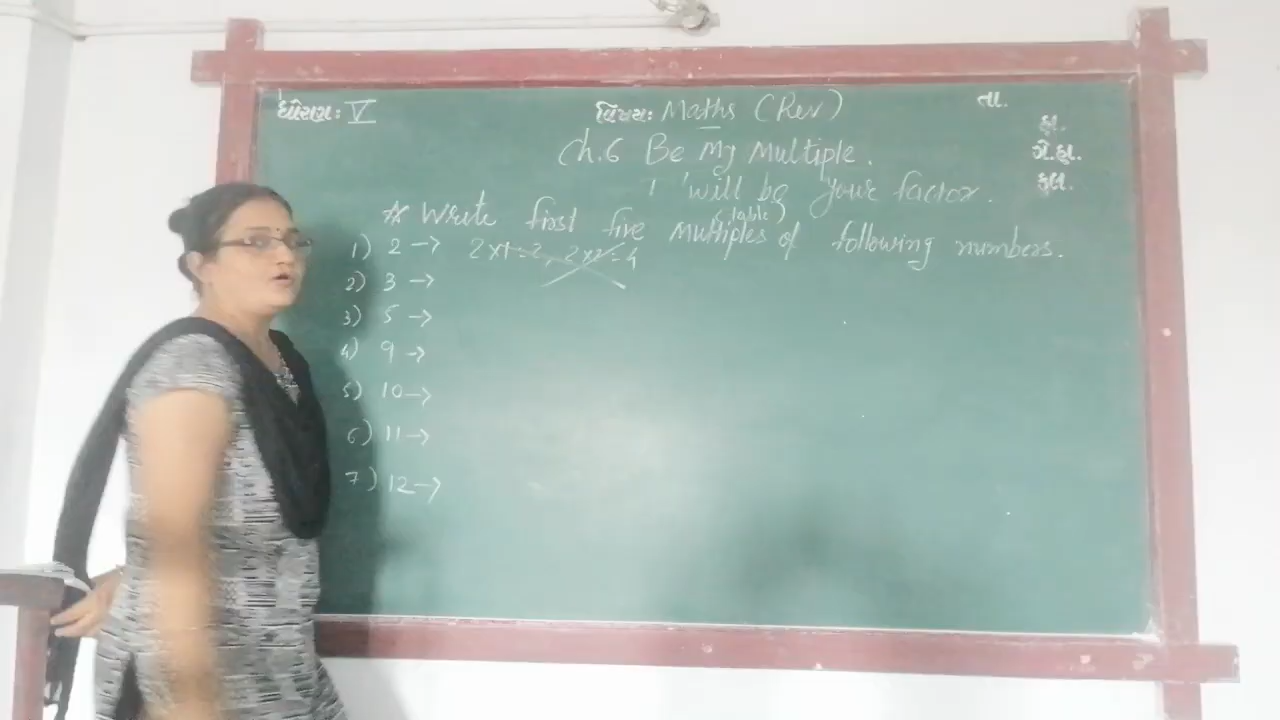 ધોરણ: V વિષય: Maths (Rev) તા.
હા.
Ch.6 Be My Multiple. ગે.હા.
I will be your factor. કુલ.
* Write first five Multiples (table) of following numbers.
1) 2 → 2×1=2, 2×2=4
2) 3 →
3) 5 →
4) 9 →
5) 10 →
6) 11 →
7) 12 →